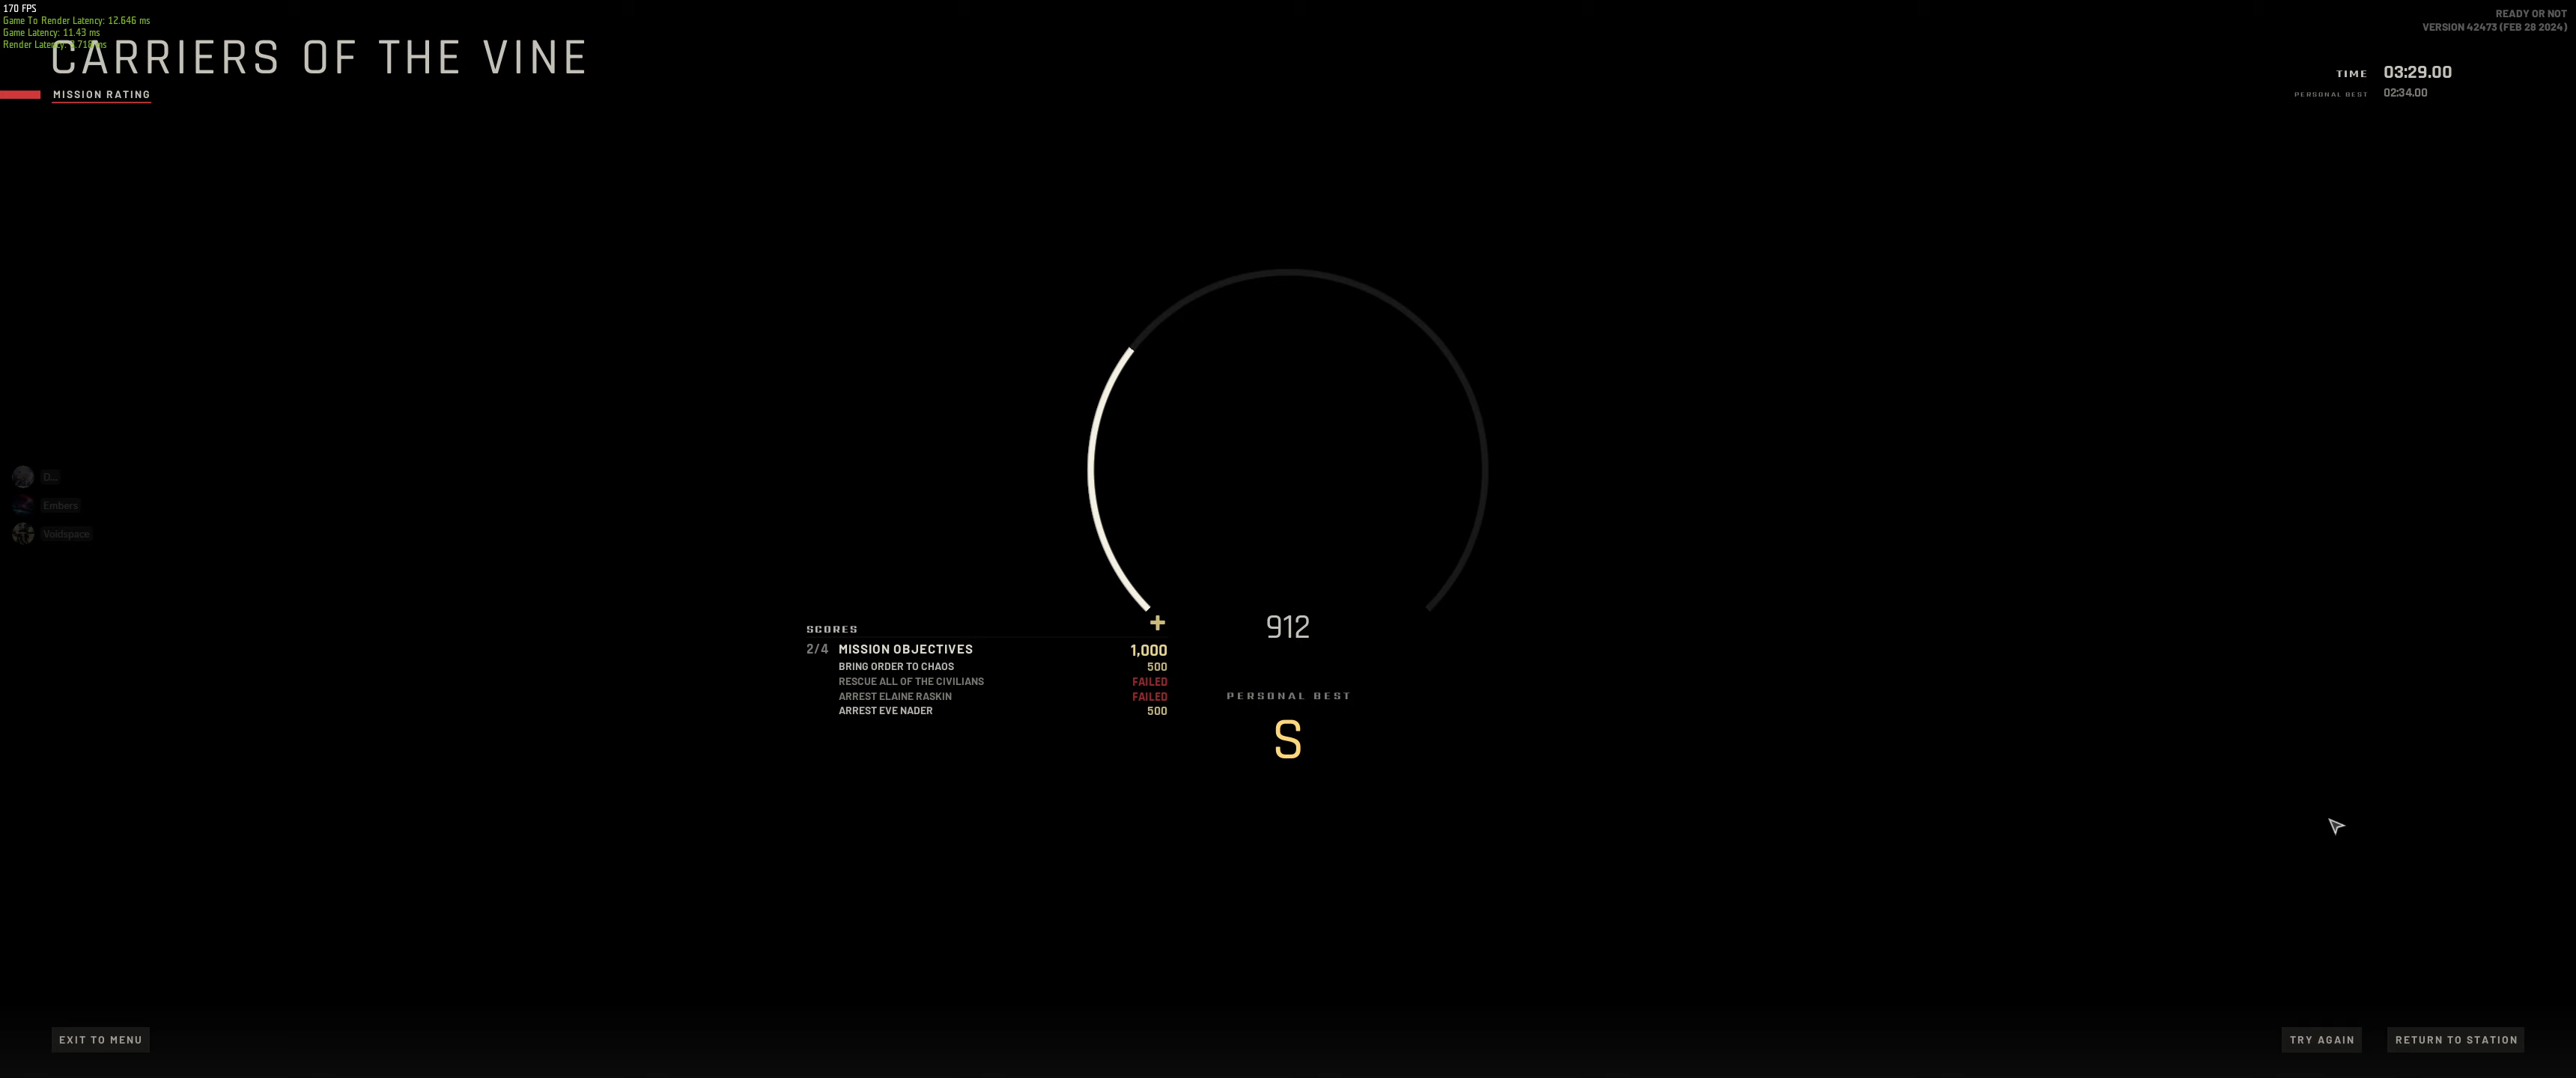 170 FPS
Game To Render Latency: 12.646 ms
Game Latency: 11.43 ms
Render Latency: ms
READY OR NOT
VERSION 42473 (FEB 28 2024)
CARRIERS OF THE VINE
MISSION RATING
TIME 03:29.00
PERSONAL BEST 02:34.00
D...
Embers
Voidspace
SCORES +
2/4 MISSION OBJECTIVES 1,000
BRING ORDER TO CHAOS 500
RESCUE ALL OF THE CIVILIANS FAILED
ARREST ELAINE RASKIN FAILED
ARREST EVE NADER 500
912
PERSONAL BEST
S
EXIT TO MENU
TRY AGAIN
RETURN TO STATION